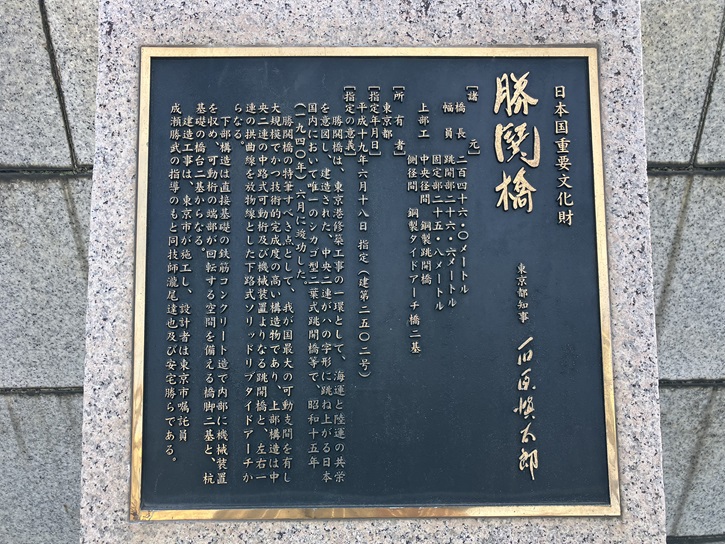 日本国重要文化財
勝鬨橋
東京都知事 石原慎太郎
［諸元］
橋長 二百四十六・〇メートル
幅員 跳開部二十六・六メートル
固定部二十五・八メートル
上部工 中央径間 鋼製跳開橋
側径間 鋼製タイドアーチ橋二基
［所有者］
東京都
［指定年月日］
平成十九年六月十八日 指定（建第二五〇二号）
［指定の意義］
勝鬨橋は、東京港修築工事の一環として、海運と陸運の共栄
を意図し、建造された、中央二連がハの字形に跳ね上がる日本
国内において唯一のシカゴ型二葉式跳開橋等で、昭和十五年
（一九四〇年）六月に竣功した。
勝鬨橋の特筆すべき点として、我が国最大の可動支間を有し
大規模でかつ技術的完成度の高い構造物であり、上部構造は中
央二連の中路式可動桁及び機械装置よりなる跳開橋と、左右一
連の拱曲線を放物線とした下路式ソリッドリブタイドアーチか
らなる。
下部構造は直接基礎の鉄筋コンクリート造で内部に機械装置
を収め、可動桁の端部が回転する空間を備える橋脚二基と、杭
基礎の橋台二基からなる。
建造工事は、東京市が施工し、設計者は東京市嘱託員
成瀬勝武の指導のもと同技師瀧尾達也及び安宅勝らである。